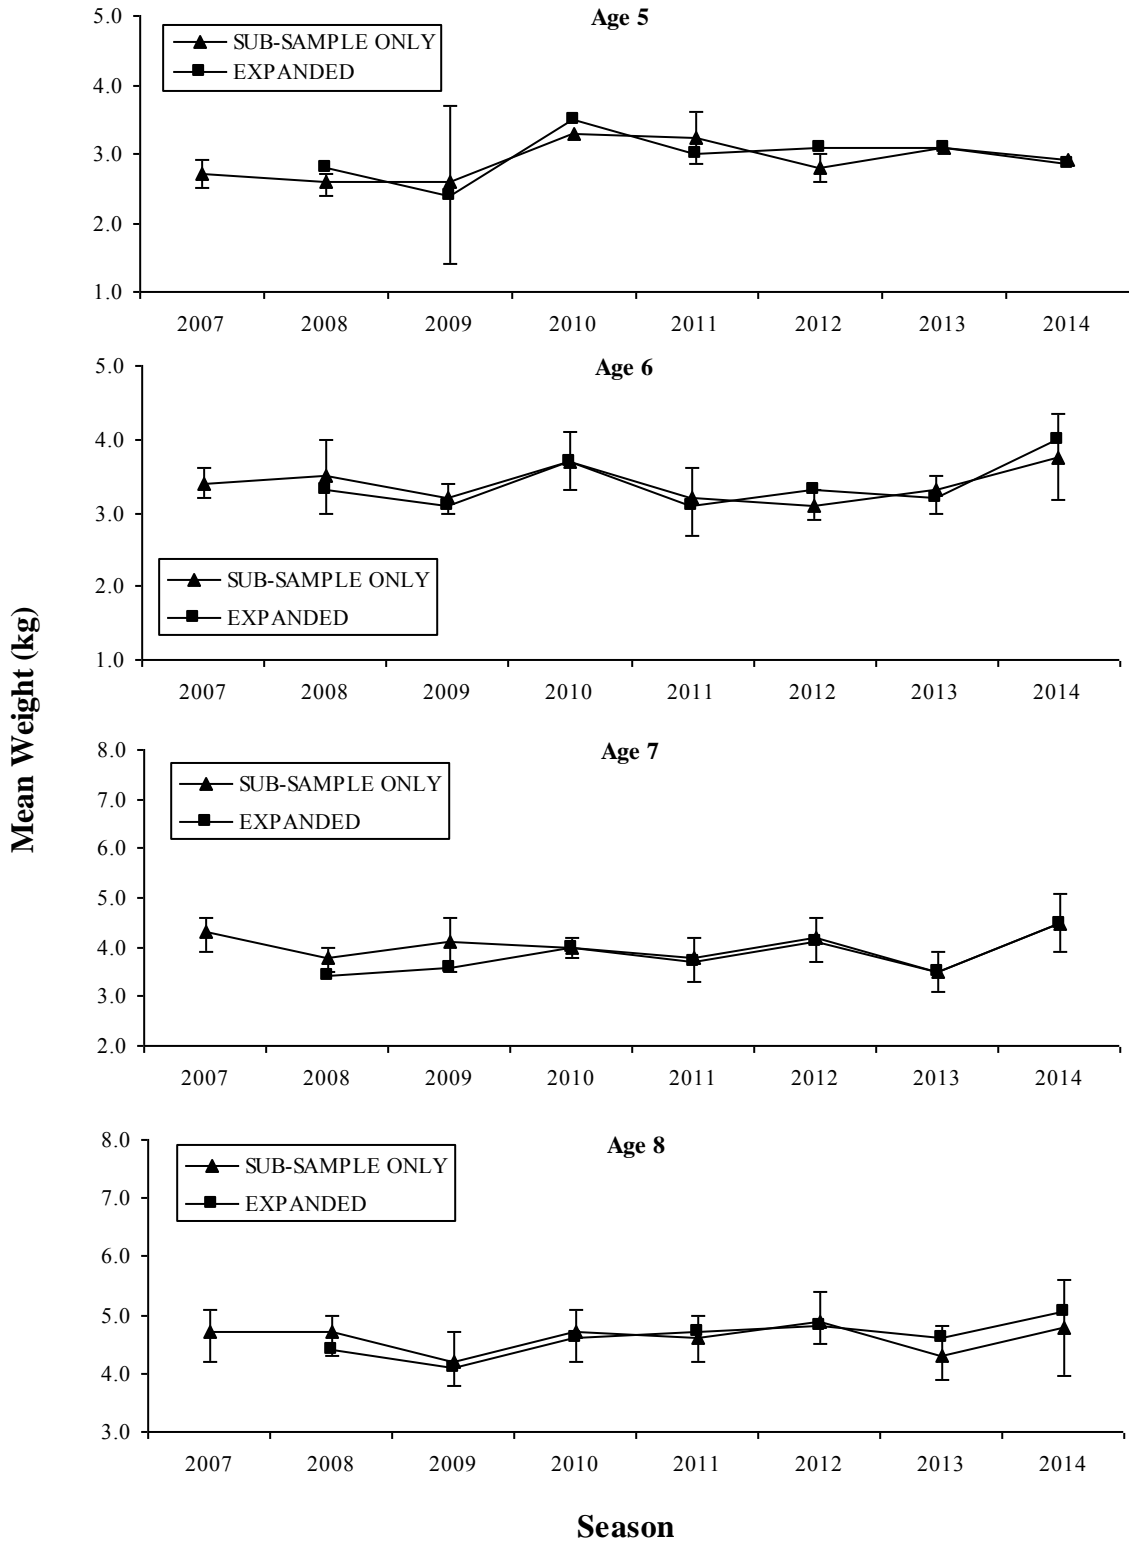 Age 5
SUB-SAMPLE ONLY
EXPANDED
5.0
4.0
3.0
2.0
1.0
2007 2008 2009 2010 2011 2012 2013 2014
Age 6
5.0
4.0
3.0
2.0
1.0
SUB-SAMPLE ONLY
EXPANDED
2007 2008 2009 2010 2011 2012 2013 2014
Mean Weight (kg)
Age 7
SUB-SAMPLE ONLY
EXPANDED
8.0
7.0
6.0
5.0
4.0
3.0
2.0
2007 2008 2009 2010 2011 2012 2013 2014
Age 8
SUB-SAMPLE ONLY
EXPANDED
8.0
7.0
6.0
5.0
4.0
3.0
2007 2008 2009 2010 2011 2012 2013 2014
Season